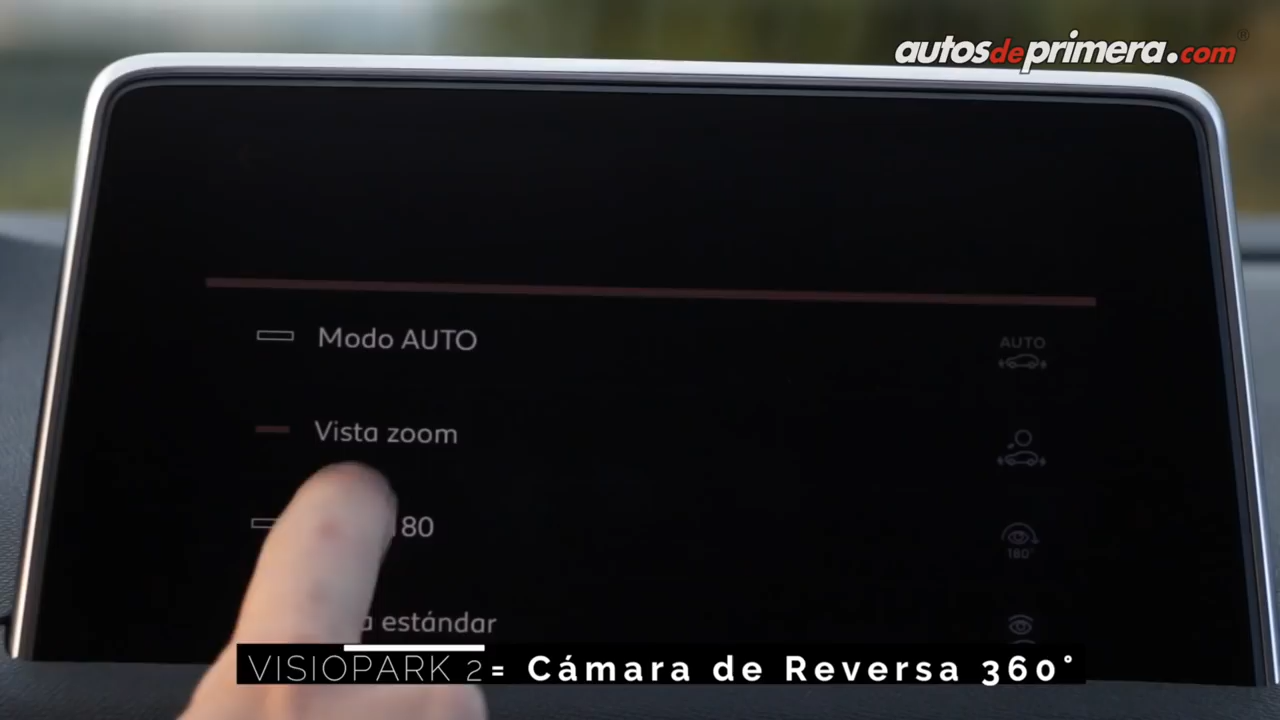 autosdeprimera.com®
Modo AUTO
AUTO
Vista zoom
80
180°
estándar
VISIOPARK 2= Cámara de Reversa 360°